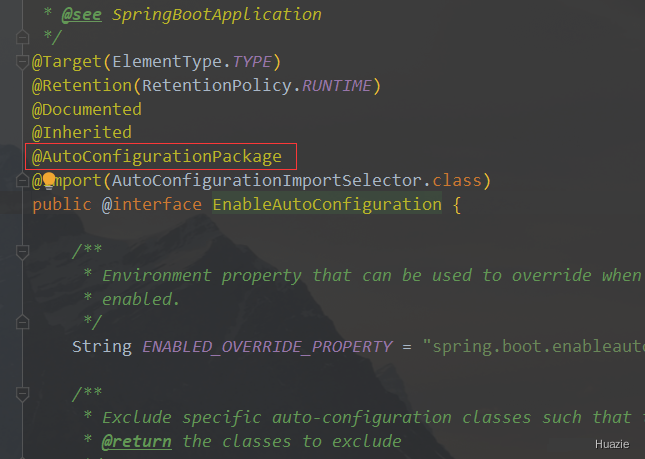 * @see SpringBootApplication
*/
@Target(ElementType.TYPE)
@Retention(RetentionPolicy.RUNTIME)
@Documented
@Inherited
@AutoConfigurationPackage
@Import(AutoConfigurationImportSelector.class)
public @interface EnableAutoConfiguration {
/**
* Environment property that can be used to override when
* enabled.
*/
String ENABLED_OVERRIDE_PROPERTY = "spring.boot.enableauto
/**
* Exclude specific auto-configuration classes such that
* @return the classes to exclude
Huazie